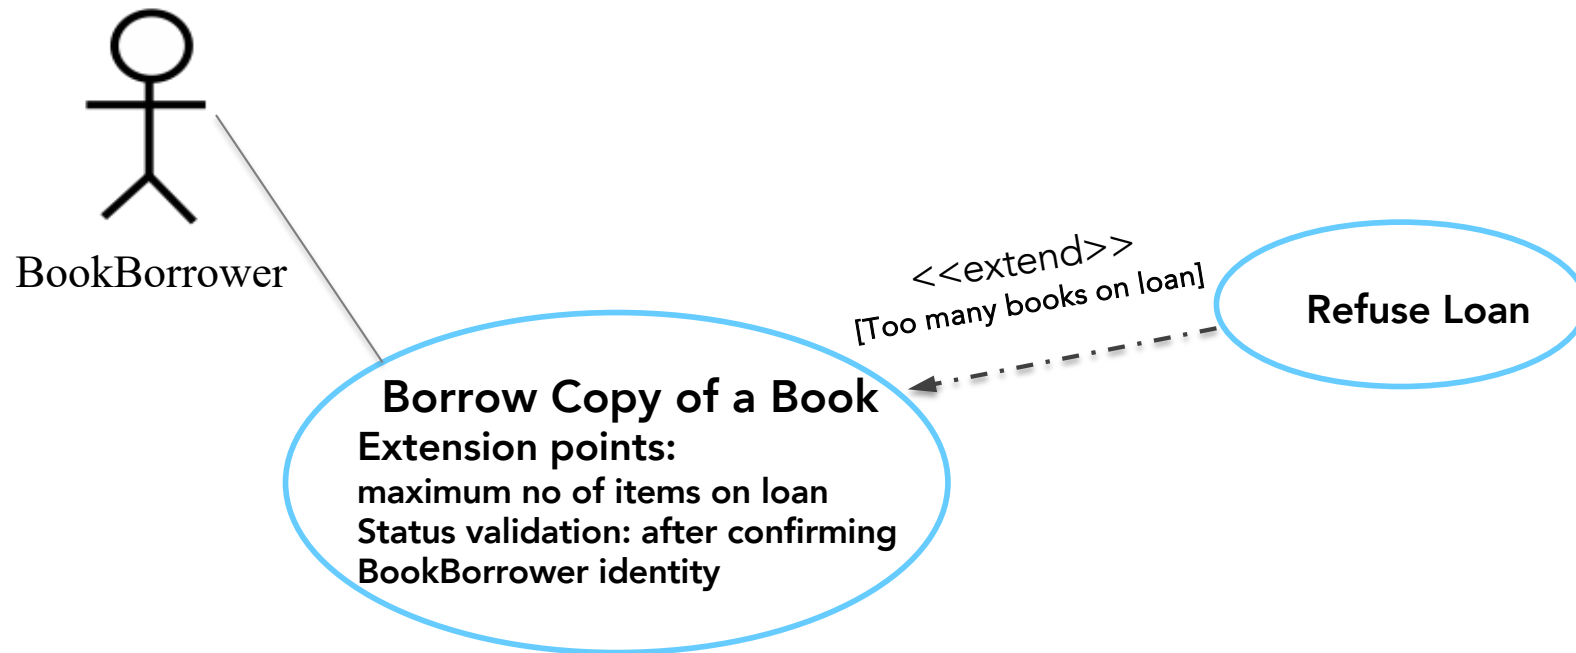 BookBorrower
<<extend>>
[Too many books on loan]
Refuse Loan
Borrow Copy of a Book
Extension points:
maximum no of items on loan
Status validation: after confirming
BookBorrower identity